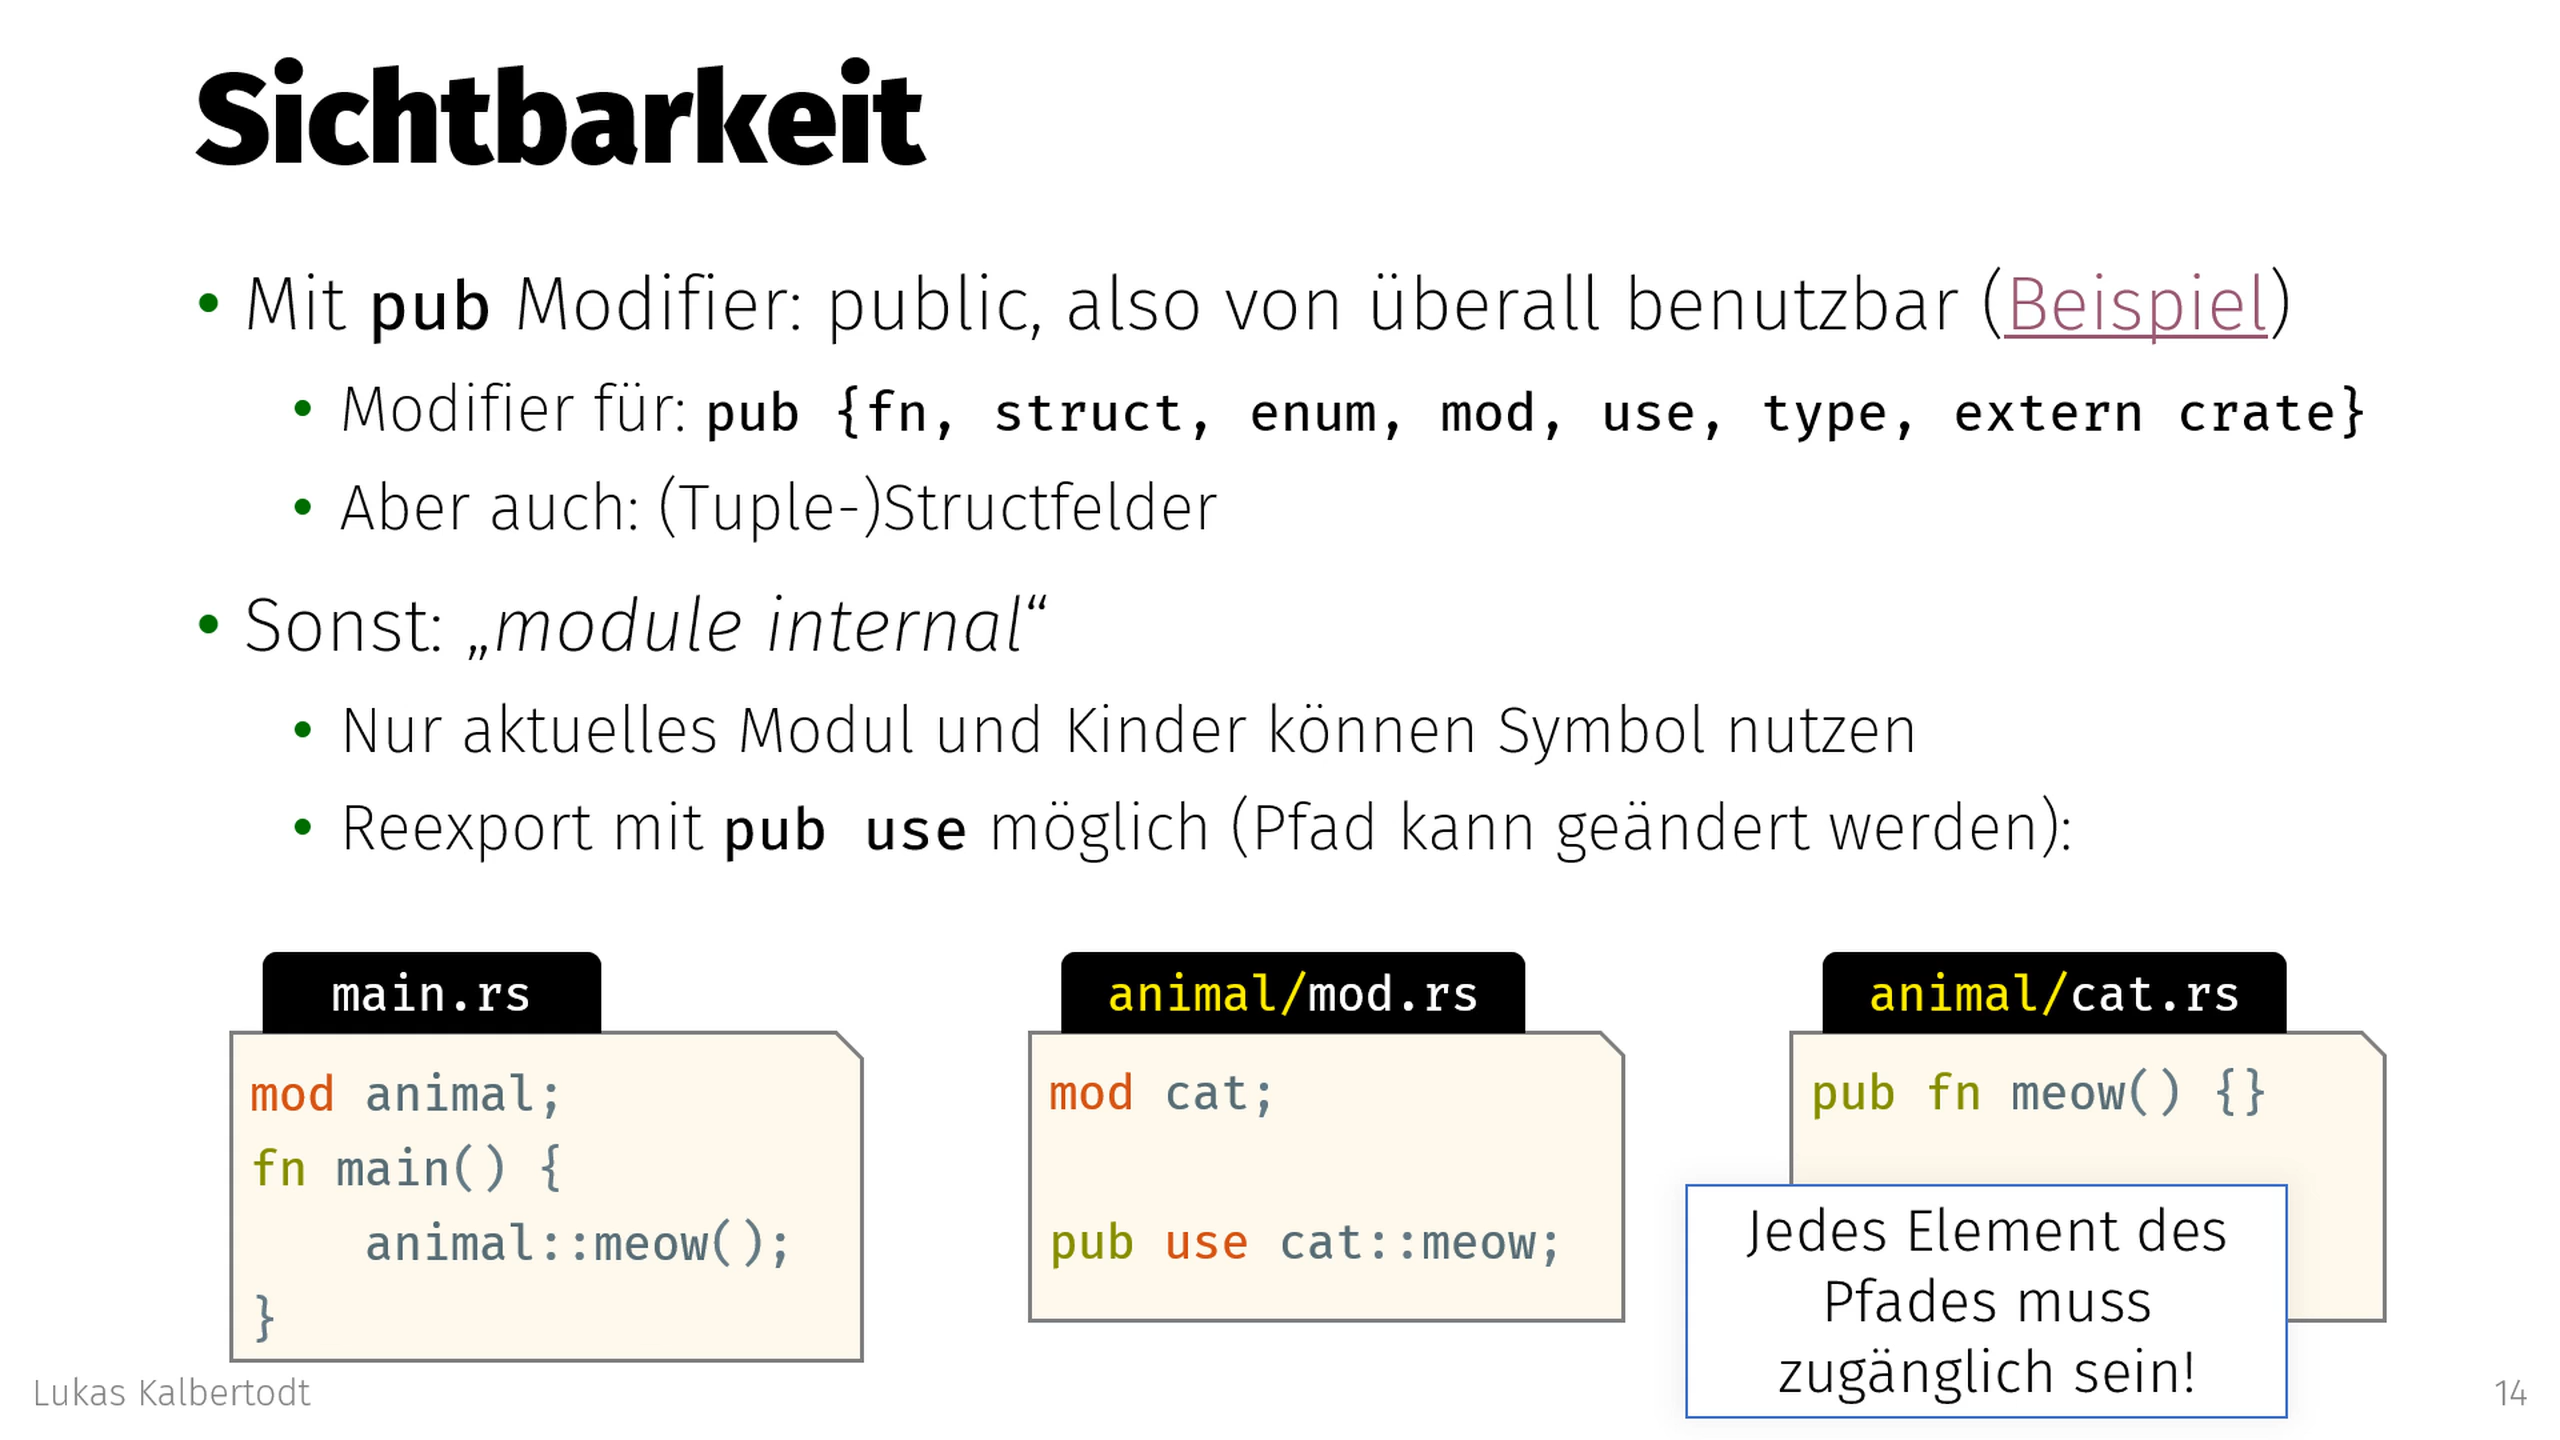 Sichtbarkeit
• Mit pub Modifier: public, also von überall benutzbar (Beispiel)
• Modifier für: pub {fn, struct, enum, mod, use, type, extern crate}
• Aber auch: (Tuple-)Structfelder
• Sonst: „module internal“
• Nur aktuelles Modul und Kinder können Symbol nutzen
• Reexport mit pub use möglich (Pfad kann geändert werden):
main.rs
mod animal;
fn main() {
    animal::meow();
}
animal/mod.rs
mod cat;
pub use cat::meow;
animal/cat.rs
pub fn meow() {}
Jedes Element des
Pfades muss
zugänglich sein!
Lukas Kalbertodt
14